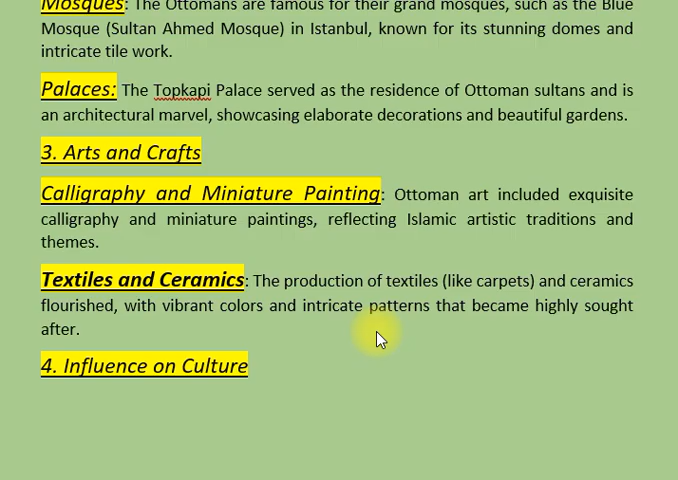 Mosques: The Ottomans are famous for their grand mosques, such as the Blue
Mosque (Sultan Ahmed Mosque) in Istanbul, known for its stunning domes and
intricate tile work.
Palaces: The Topkapi Palace served as the residence of Ottoman sultans and is
an architectural marvel, showcasing elaborate decorations and beautiful gardens.
3. Arts and Crafts
Calligraphy and Miniature Painting: Ottoman art included exquisite
calligraphy and miniature paintings, reflecting Islamic artistic traditions and
themes.
Textiles and Ceramics: The production of textiles (like carpets) and ceramics
flourished, with vibrant colors and intricate patterns that became highly sought
after.
4. Influence on Culture